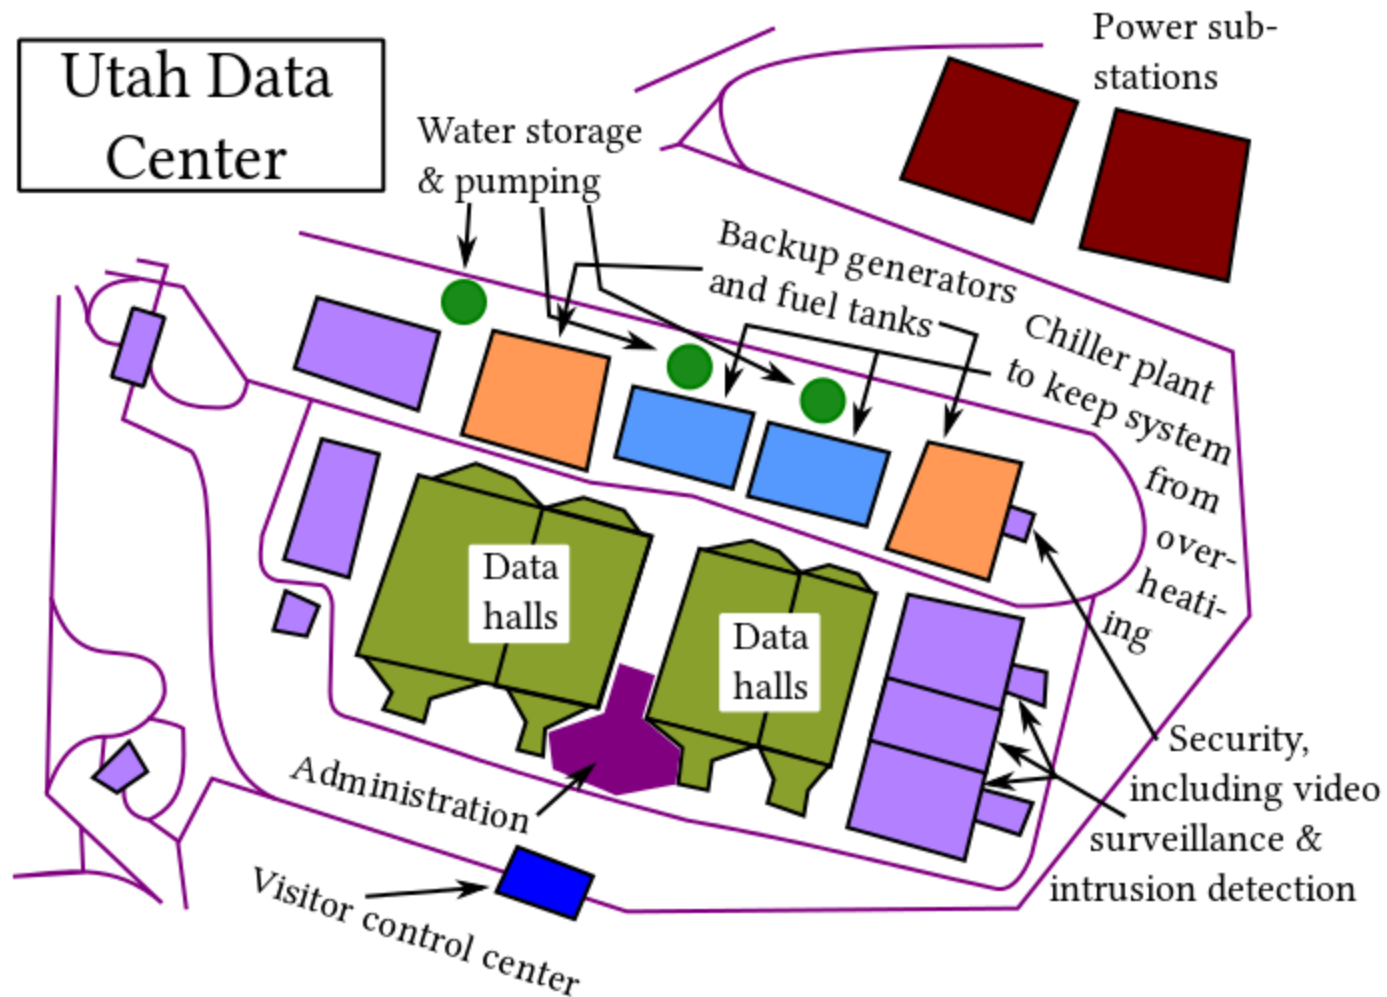 Utah Data
Center
Power sub-
stations
Water storage
& pumping
Backup generators
and fuel tanks
Chiller plant
to keep system
from
over-
heati-
ing
Data
halls
Data
halls
Administration
Security,
including video
surveillance &
intrusion detection
Visitor control center